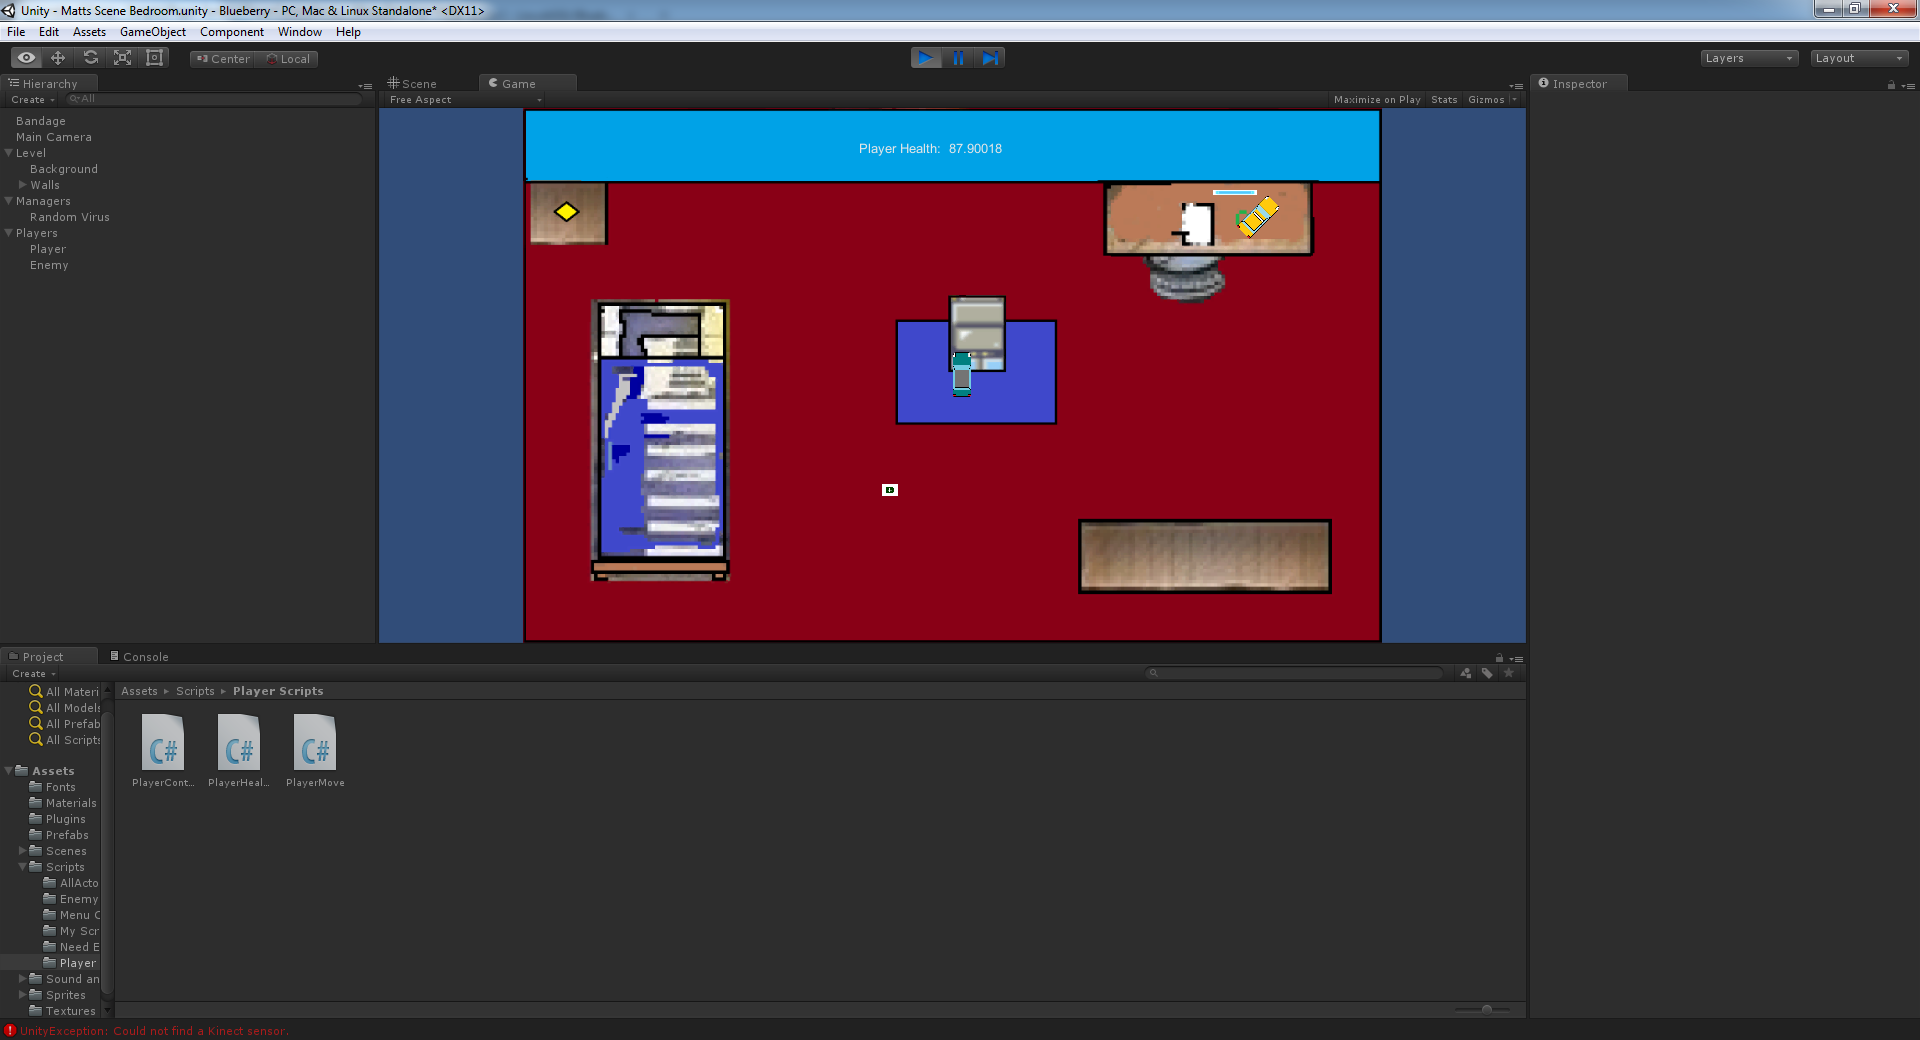 Unity - Matts Scene Bedroom.unity - Blueberry - PC, Mac & Linux Standalone* <DX11>
File Edit Assets GameObject Component Window Help
Center Local Layers Layout
Hierarchy
Create All
Bandage
Main Camera
Level
Background
Walls
Managers
Random Virus
Players
Player
Enemy
Scene Game
Free Aspect Maximize on Play Stats Gizmos
Player Health: 87.90018
Inspector
Project Console
Create
All Materi
All Models
All Prefab
All Scripts
Assets
Fonts
Materials
Plugins
Prefabs
Scenes
Scripts
AllActo
Enemy
Menu C
My Scr
Need E
Player
Sound an
Sprites
Textures
Assets ▸ Scripts ▸ Player Scripts
C# C# C#
PlayerCont... PlayerHeal... PlayerMove
UnityException: Could not find a Kinect sensor.